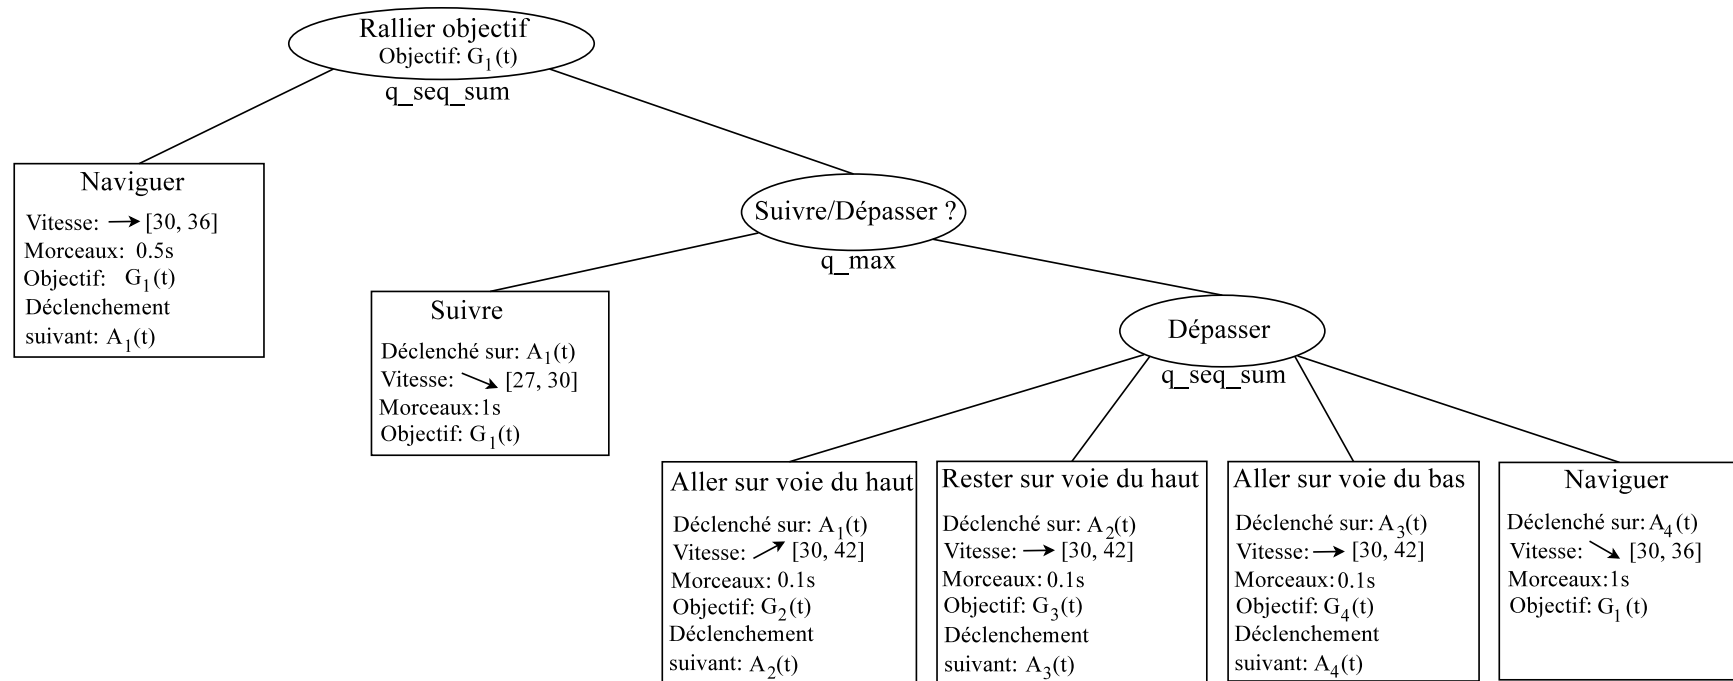 Rallier objectif
Objectif: G1(t)
q_seq_sum
Naviguer
Vitesse: → [30, 36]
Morceaux: 0.5s
Objectif: G1(t)
Déclenchement
suivant: A1(t)
Suivre/Dépasser ?
q_max
Suivre
Déclenché sur: A1(t)
Vitesse: ↘ [27, 30]
Morceaux:1s
Objectif: G1(t)
Dépasser
q_seq_sum
Aller sur voie du haut
Déclenché sur: A1(t)
Vitesse: ↗ [30, 42]
Morceaux: 0.1s
Objectif: G2(t)
Déclenchement
suivant: A2(t)
Rester sur voie du haut
Déclenché sur: A2(t)
Vitesse: → [30, 42]
Morceaux: 0.1s
Objectif: G3(t)
Déclenchement
suivant: A3(t)
Aller sur voie du bas
Déclenché sur: A3(t)
Vitesse: → [30, 42]
Morceaux: 0.1s
Objectif: G4(t)
Déclenchement
suivant: A4(t)
Naviguer
Déclenché sur: A4(t)
Vitesse: ↘ [30, 36]
Morceaux:1s
Objectif: G1 (t)